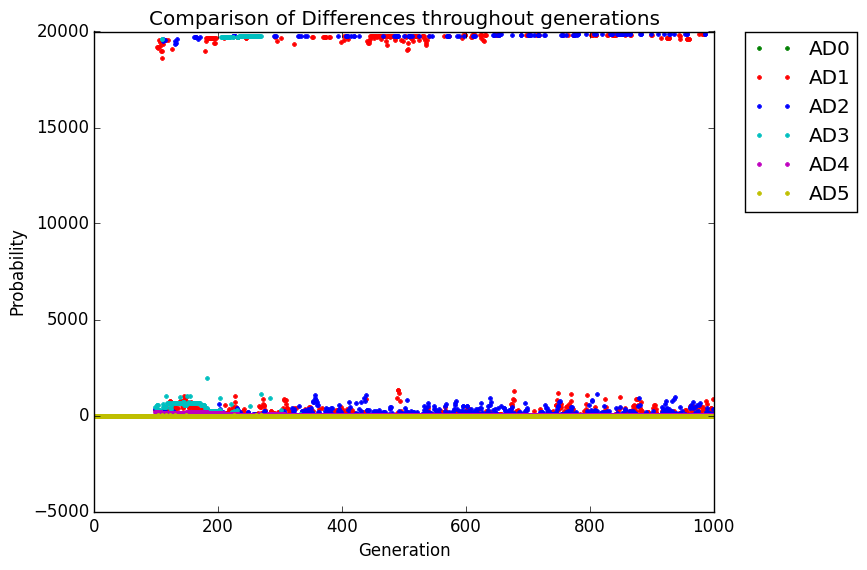 Comparison of Differences throughout generations
20000
15000
10000
5000
0
−5000
Probability
0 200 400 600 800 1000
Generation
AD0
AD1
AD2
AD3
AD4
AD5